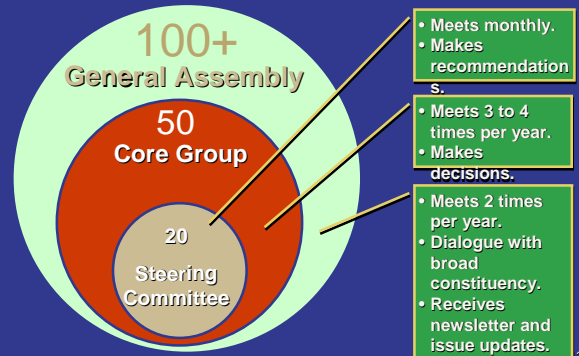 100+
General Assembly
50
Core Group
20
Steering
Committee
• Meets monthly.
• Makes
recommendation
s.
• Meets 3 to 4
times per year.
• Makes
decisions.
• Meets 2 times
per year.
• Dialogue with
broad
constituency.
• Receives
newsletter and
issue updates.